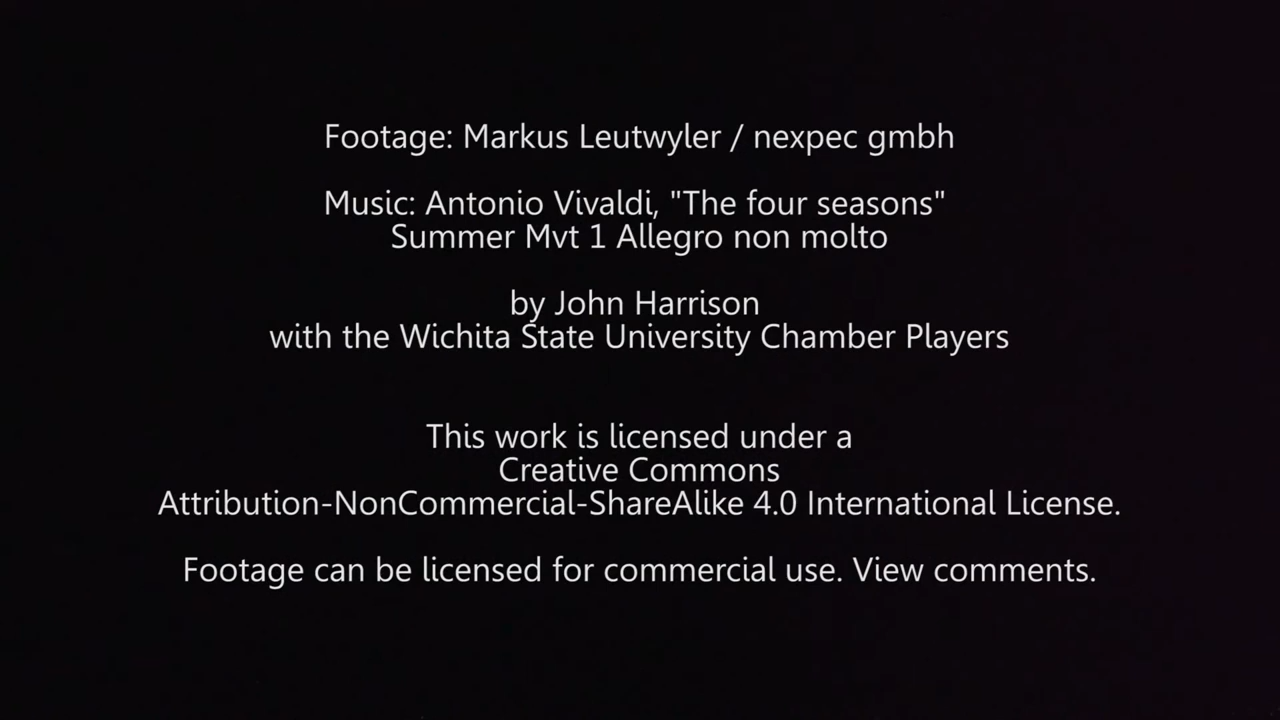 Footage: Markus Leutwyler / nexpec gmbh
Music: Antonio Vivaldi, "The four seasons"
Summer Mvt 1 Allegro non molto
by John Harrison
with the Wichita State University Chamber Players
This work is licensed under a
Creative Commons
Attribution-NonCommercial-ShareAlike 4.0 International License.
Footage can be licensed for commercial use. View comments.